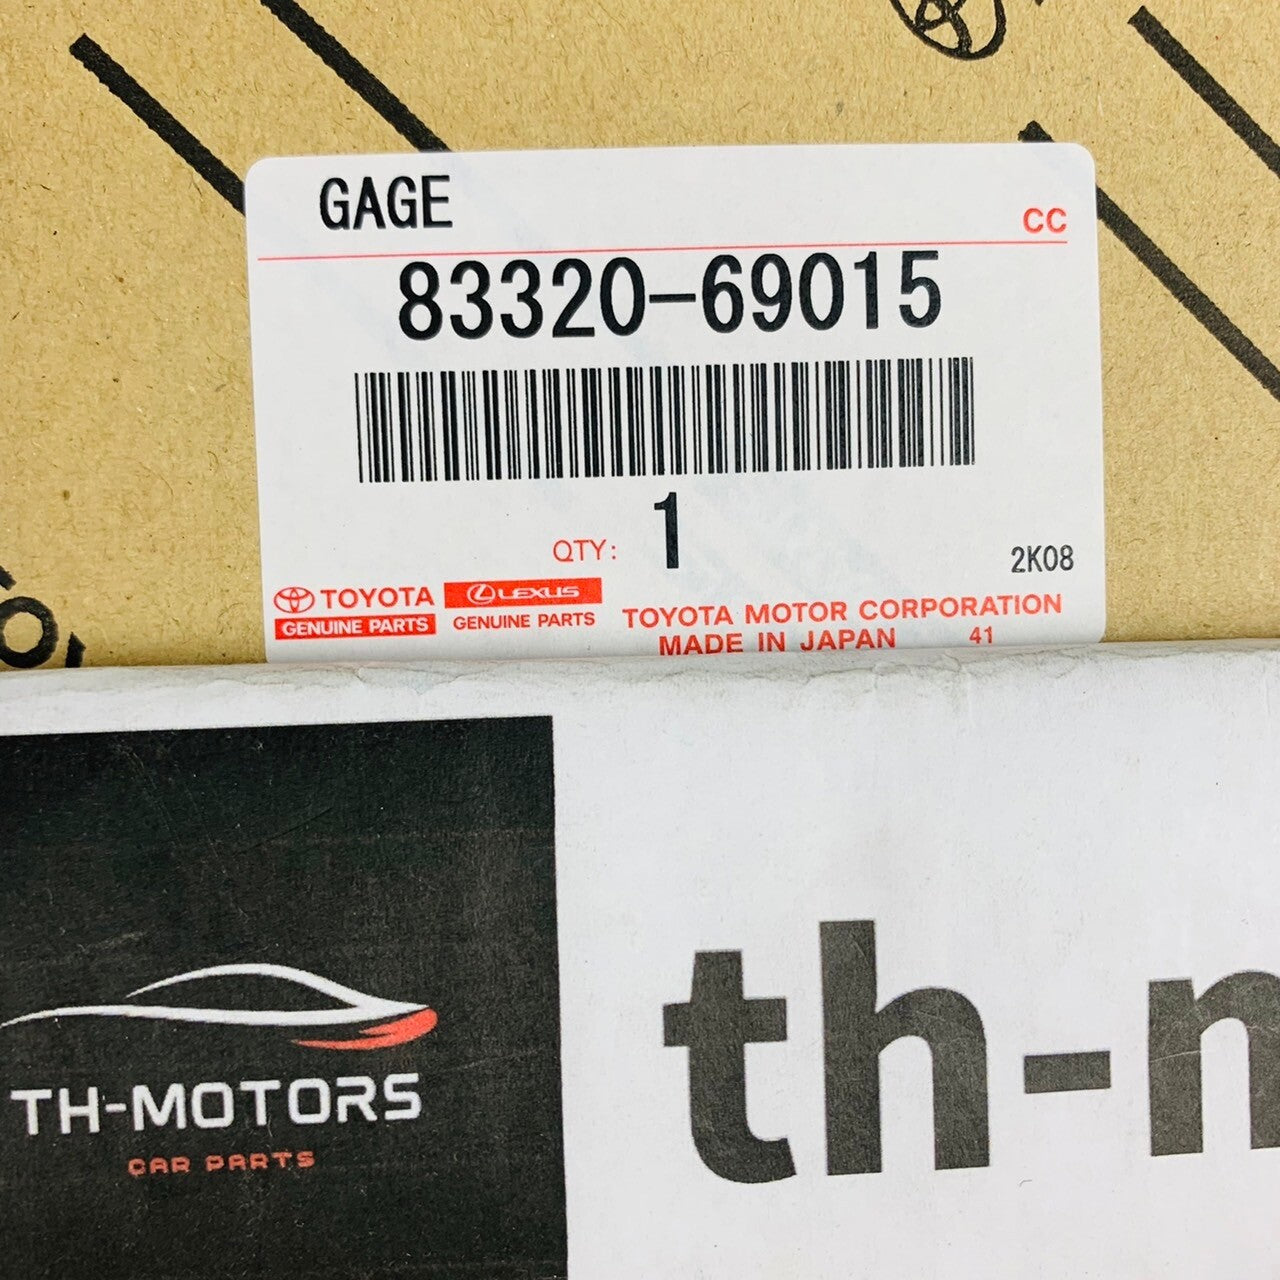 GAGE
CC
83320-69015
QTY: 1
2K08
TOYOTA
GENUINE PARTS
LEXUS
GENUINE PARTS
TOYOTA MOTOR CORPORATION
MADE IN JAPAN 41
TH-MOTORS
CAR PARTS
th-m